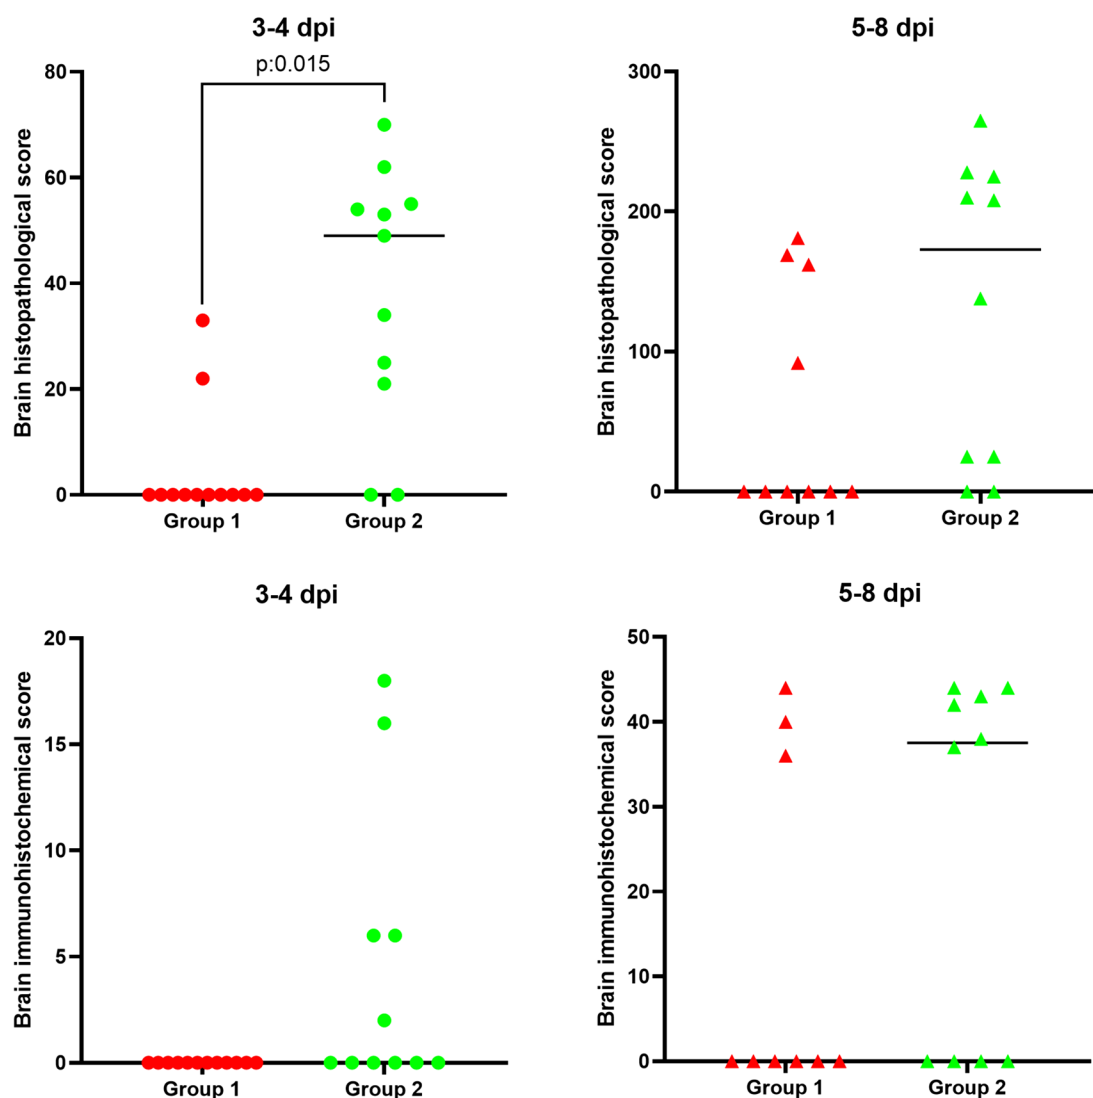 3-4 dpi
p:0.015
Brain histopathological score
80
60
40
20
0
Group 1
Group 2
5-8 dpi
Brain histopathological score
300
200
100
0
Group 1
Group 2
3-4 dpi
Brain immunohistochemical score
20
15
10
5
0
Group 1
Group 2
5-8 dpi
Brain immunohistochemical score
50
40
30
20
10
0
Group 1
Group 2